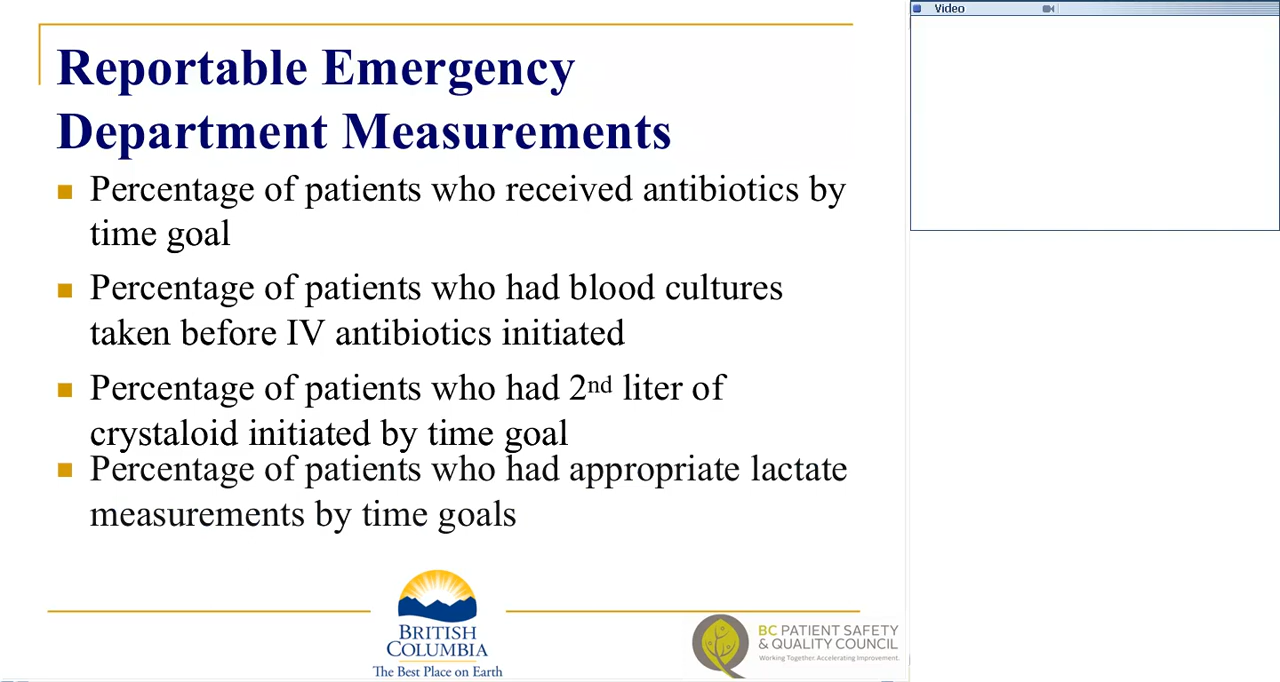 Reportable Emergency
Department Measurements
Percentage of patients who received antibiotics by
time goal
Percentage of patients who had blood cultures
taken before IV antibiotics initiated
Percentage of patients who had 2nd liter of
crystaloid initiated by time goal
Percentage of patients who had appropriate lactate
measurements by time goals
BRITISH
COLUMBIA
The Best Place on Earth
BC PATIENT SAFETY
& QUALITY COUNCIL
Working Together. Accelerating Improvement.
Video